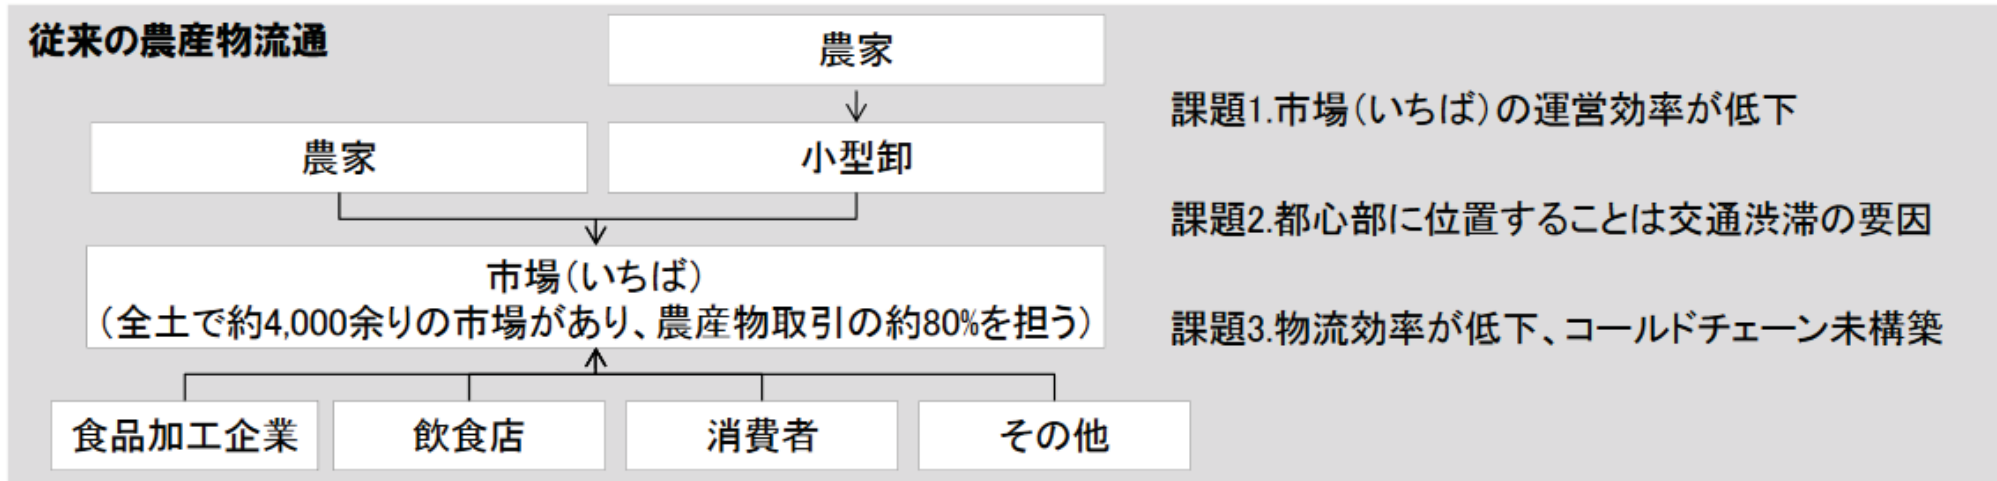 従来の農産物流通
農家
農家
小型卸
市場（いちば）
（全土で約4,000余りの市場があり、農産物取引の約80%を担う）
食品加工企業
飲食店
消費者
その他
課題1.市場（いちば）の運営効率が低下
課題2.都心部に位置することは交通渋滞の要因
課題3.物流効率が低下、コールドチェーン未構築